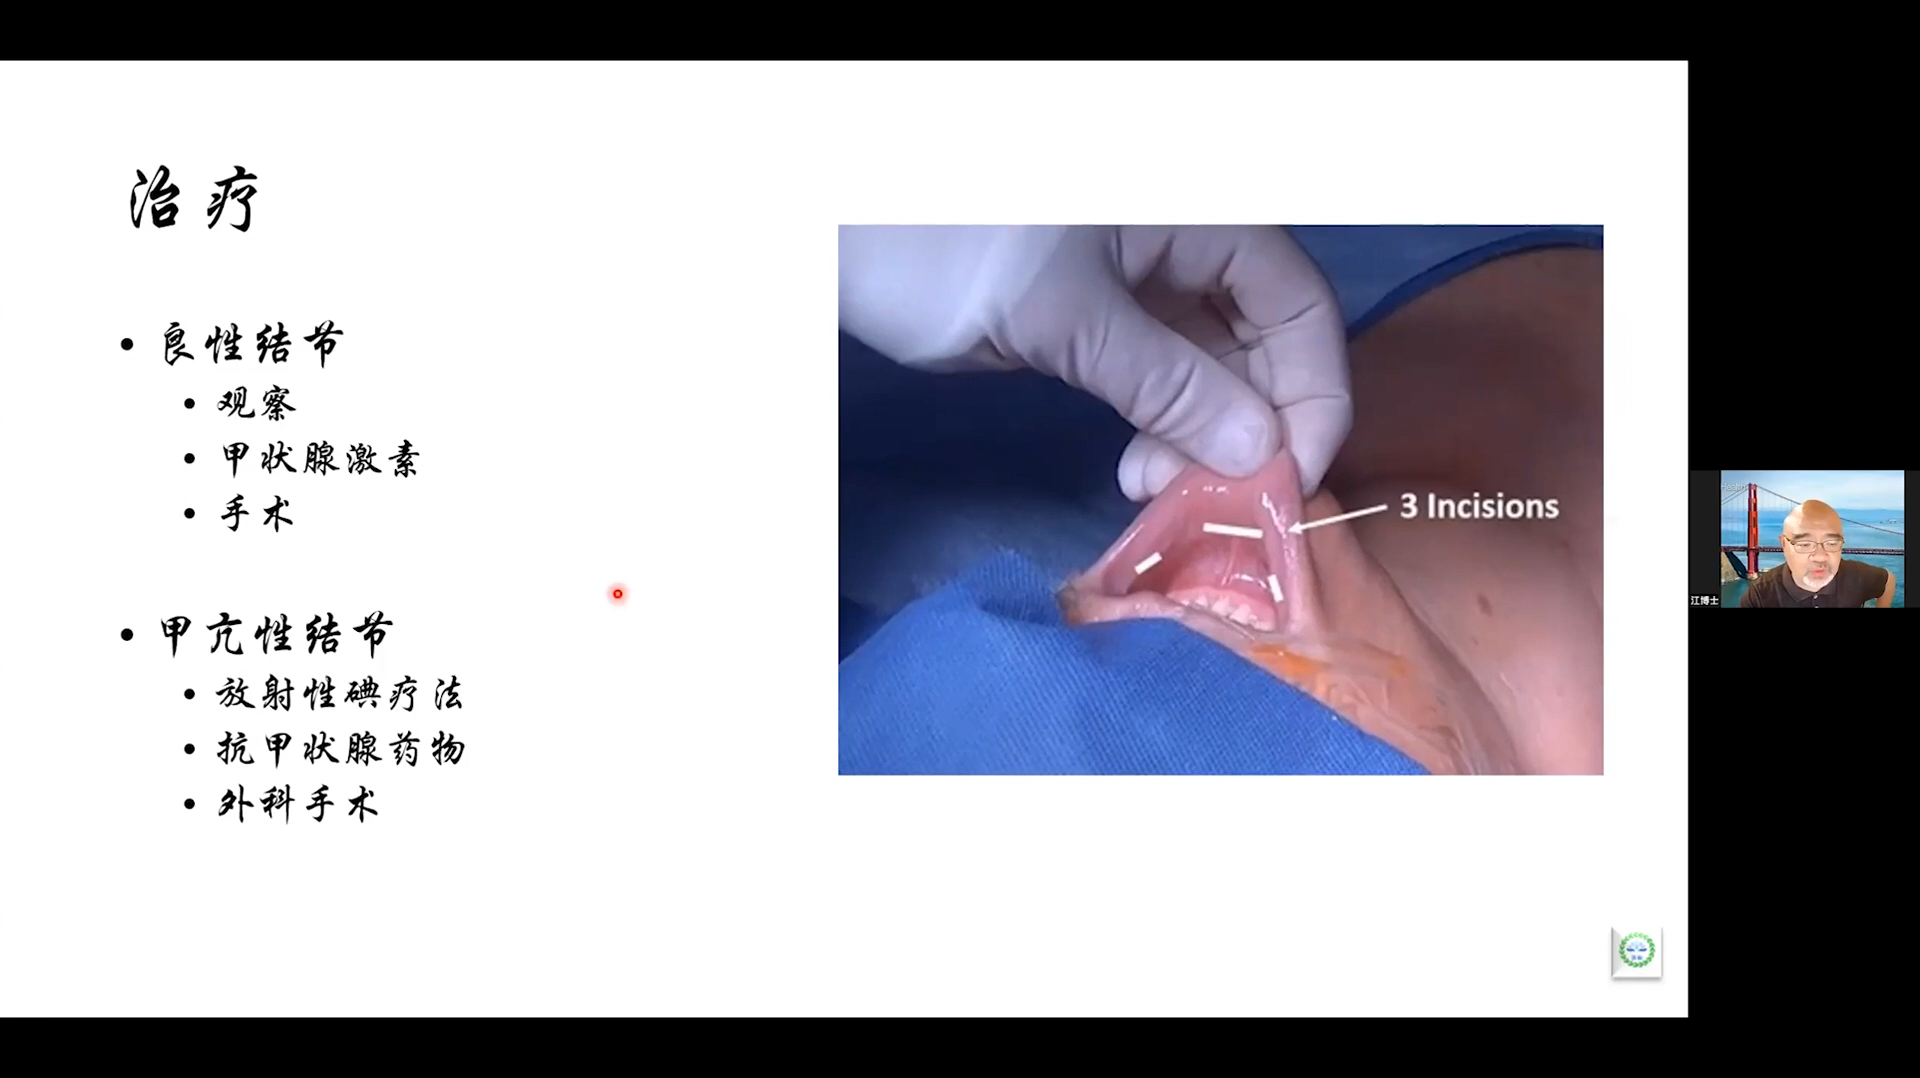 治疗
• 良性结节
• 观察
• 甲状腺激素
• 手术
• 甲亢性结节
• 放射性碘疗法
• 抗甲状腺药物
• 外科手术
3 Incisions
江博士